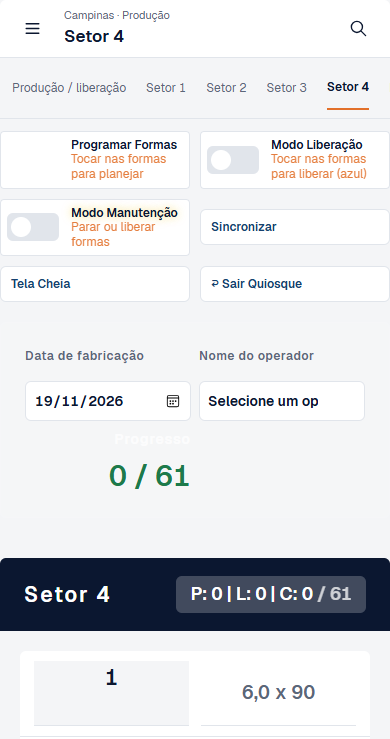 Campinas · Produção
Setor 4
Produção / liberação Setor 1 Setor 2 Setor 3 Setor 4
Programar Formas
Tocar nas formas
para planejar
Modo Liberação
Tocar nas formas
para liberar (azul)
Modo Manutenção
Parar ou liberar
formas
Sincronizar
Tela Cheia
Sair Quiosque
Data de fabricação
Nome do operador
19/11/2026
Selecione um op
Progresso
0 / 61
Setor 4
P: 0 | L: 0 | C: 0 / 61
1
6,0 x 90